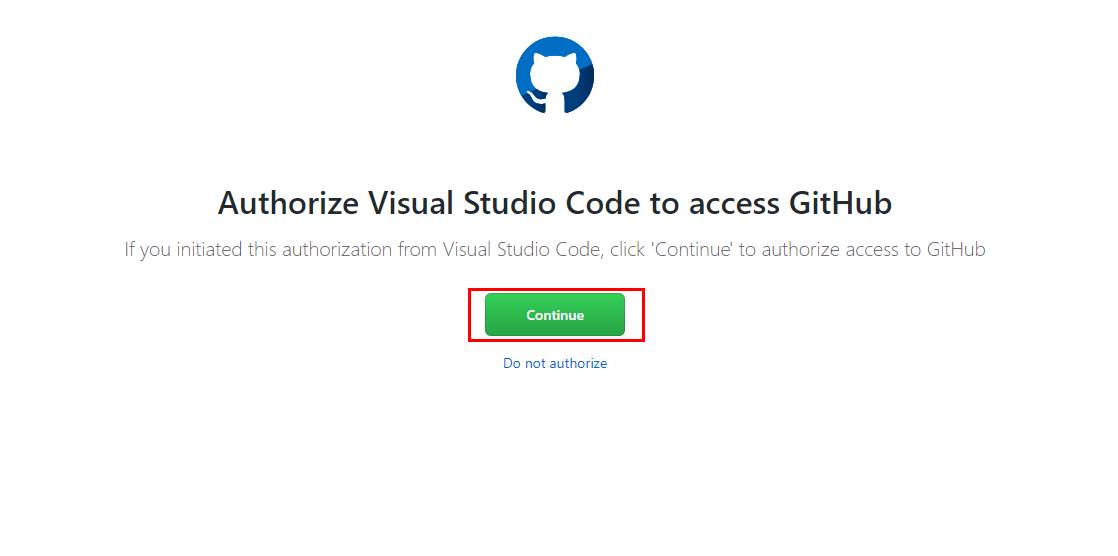 Authorize Visual Studio Code to access GitHub
If you initiated this authorization from Visual Studio Code, click 'Continue' to authorize access to GitHub
Continue
Do not authorize